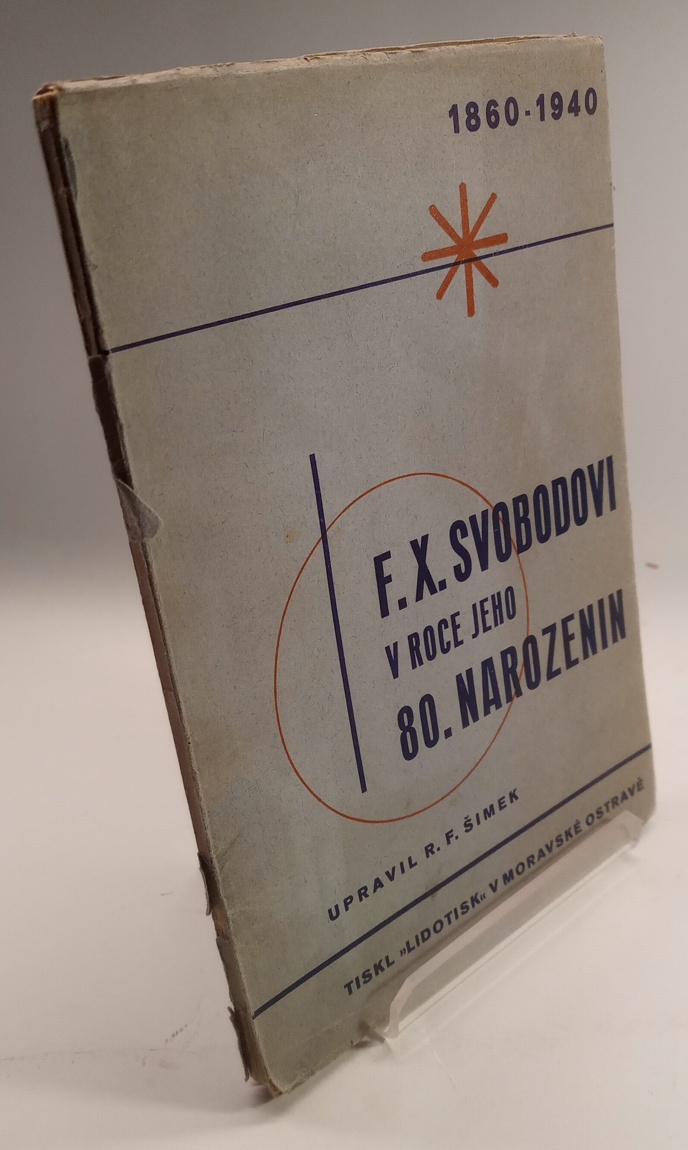 1860-1940
F. X. SVOBODOVI
V ROCE JEHO
80. NAROZENIN
UPRAVIL R. F. ŠIMEK
TISKL „LIDOTISK“ V MORAVSKÉ OSTRAVĚ